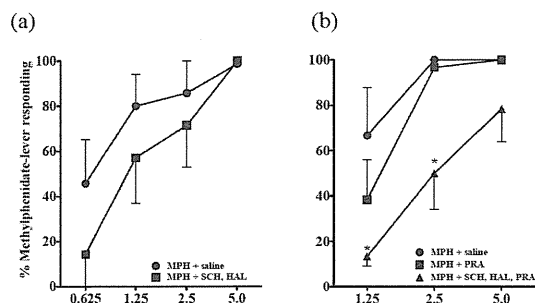 (a)
(b)
% Methylphenidate-lever responding
100
80
60
40
20
0
MPH + saline
MPH + SCH, HAL
0.625 1.25 2.5 5.0
100
80
60
40
20
0
*
*
MPH + saline
MPH + PRA
MPH + SCH, HAL, PRA
1.25 2.5 5.0